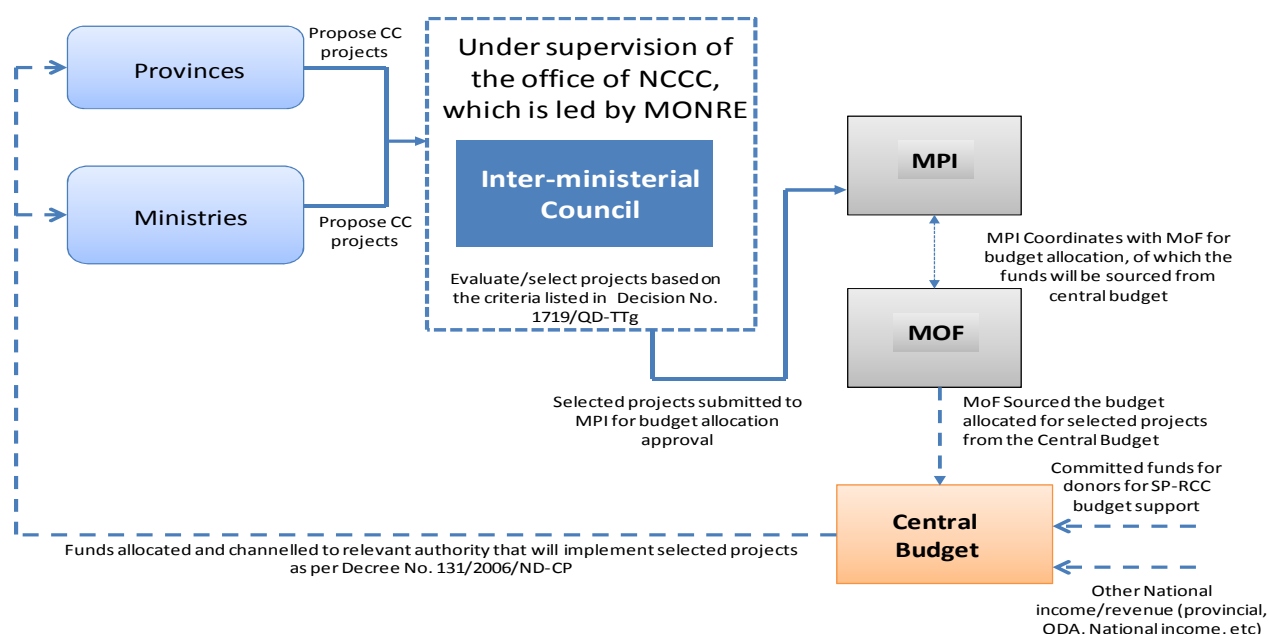 Propose CC
projects
Provinces
Ministries
Propose CC
projects
Under supervision of
the office of NCCC,
which is led by MONRE
Inter-ministerial
Council
Evaluate/select projects based on
the criteria listed in Decision No.
1719/QD-TTg
MPI
MPI Coordinates with MoF for
budget allocation, of which the
funds will be sourced from
central budget
MOF
Selected projects submitted to
MPI for budget allocation
approval
MoF Sourced the budget
allocated for selected projects
from the Central Budget
Committed funds for
donors for SP-RCC
budget support
Central
Budget
Funds allocated and channelled to relevant authority that will implement selected projects
as per Decree No. 131/2006/ND-CP
Other National
income/revenue (provincial,
ODA, National income, etc)